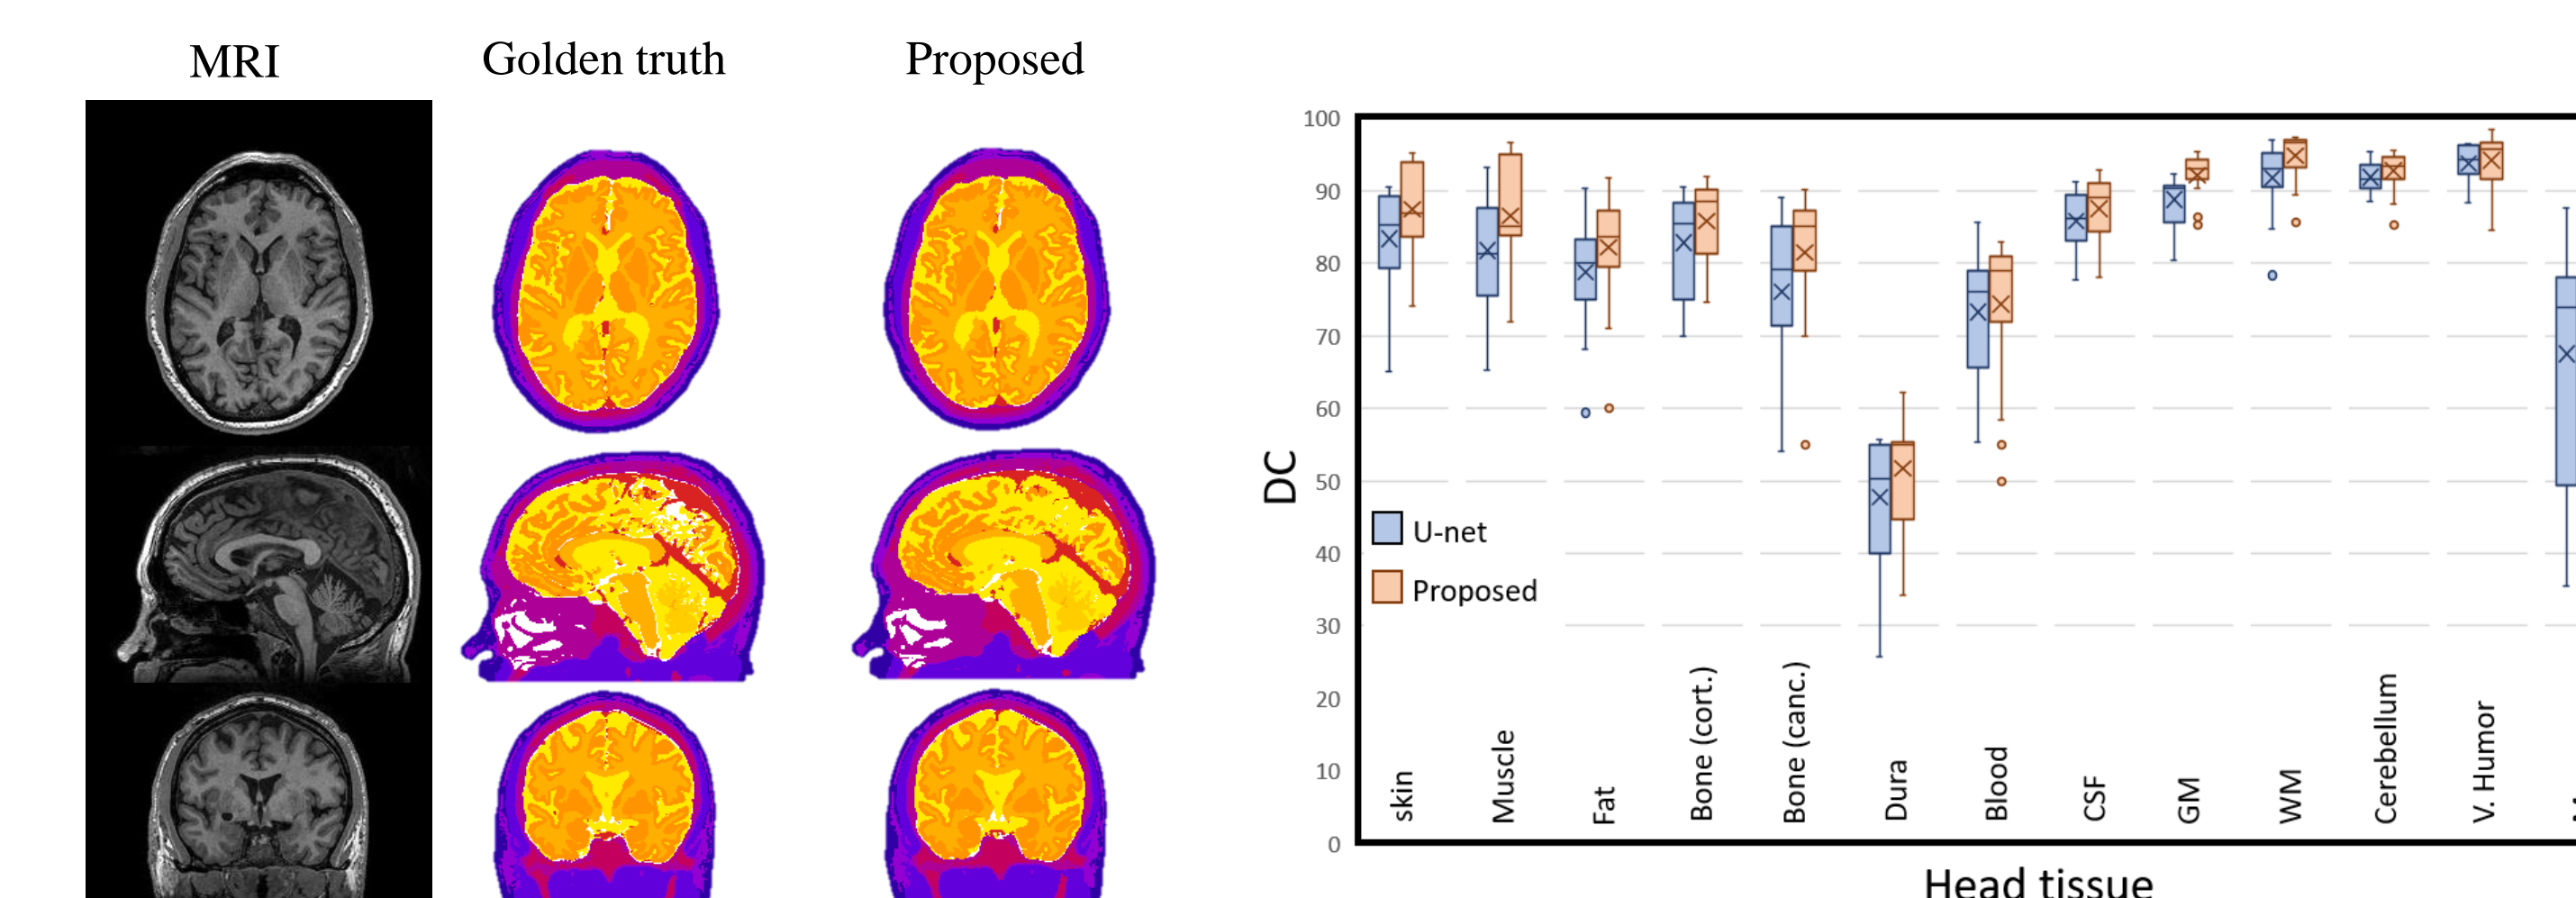 MRI
Golden truth
Proposed
100
90
80
70
60
50
40
30
20
10
0
DC
U-net
Proposed
skin
Muscle
Fat
Bone (cort.)
Bone (canc.)
Dura
Blood
CSF
GM
WM
Cerebellum
V. Humor
Head tissue